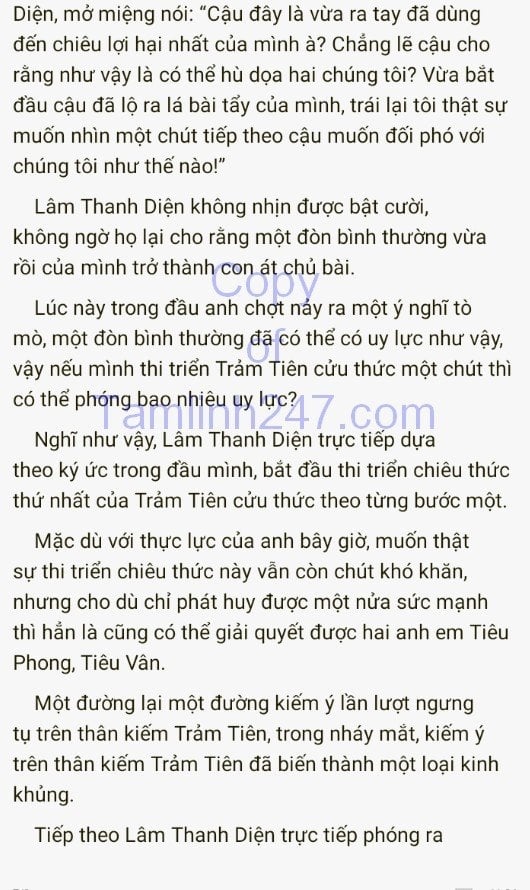 Diện, mở miệng nói: “Cậu đây là vừa ra tay đã dùng
đến chiêu lợi hại nhất của mình à? Chẳng lẽ cậu cho
rằng như vậy là có thể hù dọa hai chúng tôi? Vừa bắt
đầu cậu đã lộ ra lá bài tẩy của mình, trái lại tôi thật sự
muốn nhìn một chút tiếp theo cậu muốn đối phó với
chúng tôi như thế nào!”
Lâm Thanh Diện không nhịn được bật cười,
không ngờ họ lại cho rằng một đòn bình thường vừa
rồi của mình trở thành con át chủ bài.
Copy
Lúc này trong đầu anh chợt nảy ra một ý nghĩ tò
mò, một đòn bình thường đã có thể có uy lực như vậy,
of
vậy nếu mình thi triển Trảm Tiên cửu thức một chút thì
có thể phóng bao nhiêu uy lực?
Tamlinh247.com
Nghĩ như vậy, Lâm Thanh Diện trực tiếp dựa
theo ký ức trong đầu mình, bắt đầu thi triển chiêu thức
thứ nhất của Trảm Tiên cửu thức theo từng bước một.
Mặc dù với thực lực của anh bây giờ, muốn thật
sự thi triển chiêu thức này vẫn còn chút khó khăn,
nhưng cho dù chỉ phát huy được một nửa sức mạnh
thì hẳn là cũng có thể giải quyết được hai anh em Tiêu
Phong, Tiêu Vân.
Một đường lại một đường kiếm ý lần lượt ngưng
tụ trên thân kiếm Trảm Tiên, trong nháy mắt, kiếm ý
trên thân kiếm Trảm Tiên đã biến thành một loại kinh
khủng.
Tiếp theo Lâm Thanh Diện trực tiếp phóng ra